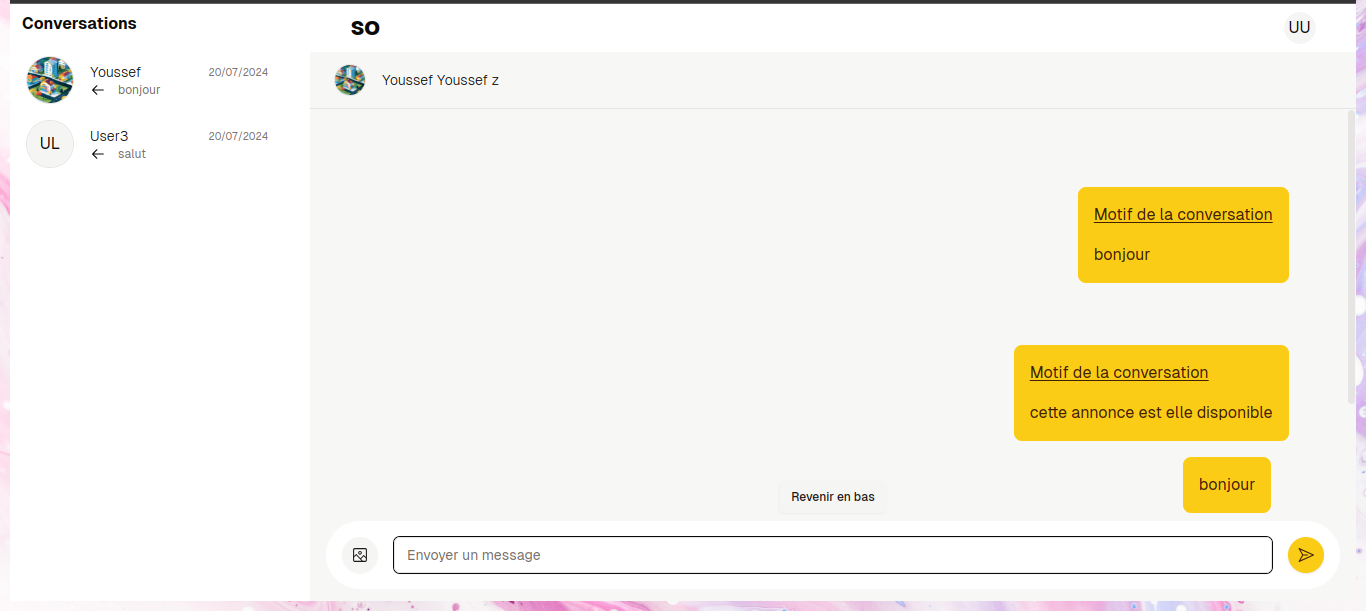 Conversations
Youssef
20/07/2024
bonjour
UL
User3
20/07/2024
salut
so
UU
Youssef Youssef z
Motif de la conversation
bonjour
Motif de la conversation
cette annonce est elle disponible
bonjour
Revenir en bas
Envoyer un message